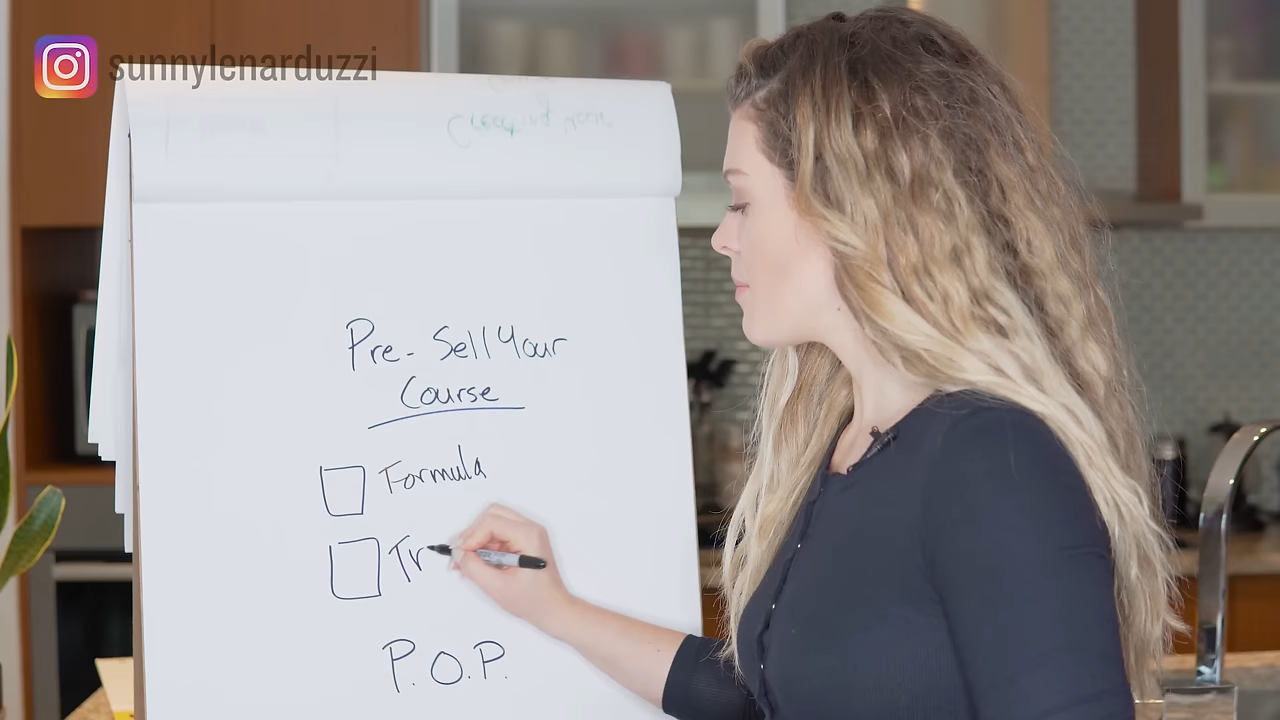 sunnylenarduzzi
Pre-Sell Your
Course
Formula
Tr
P.O.P.